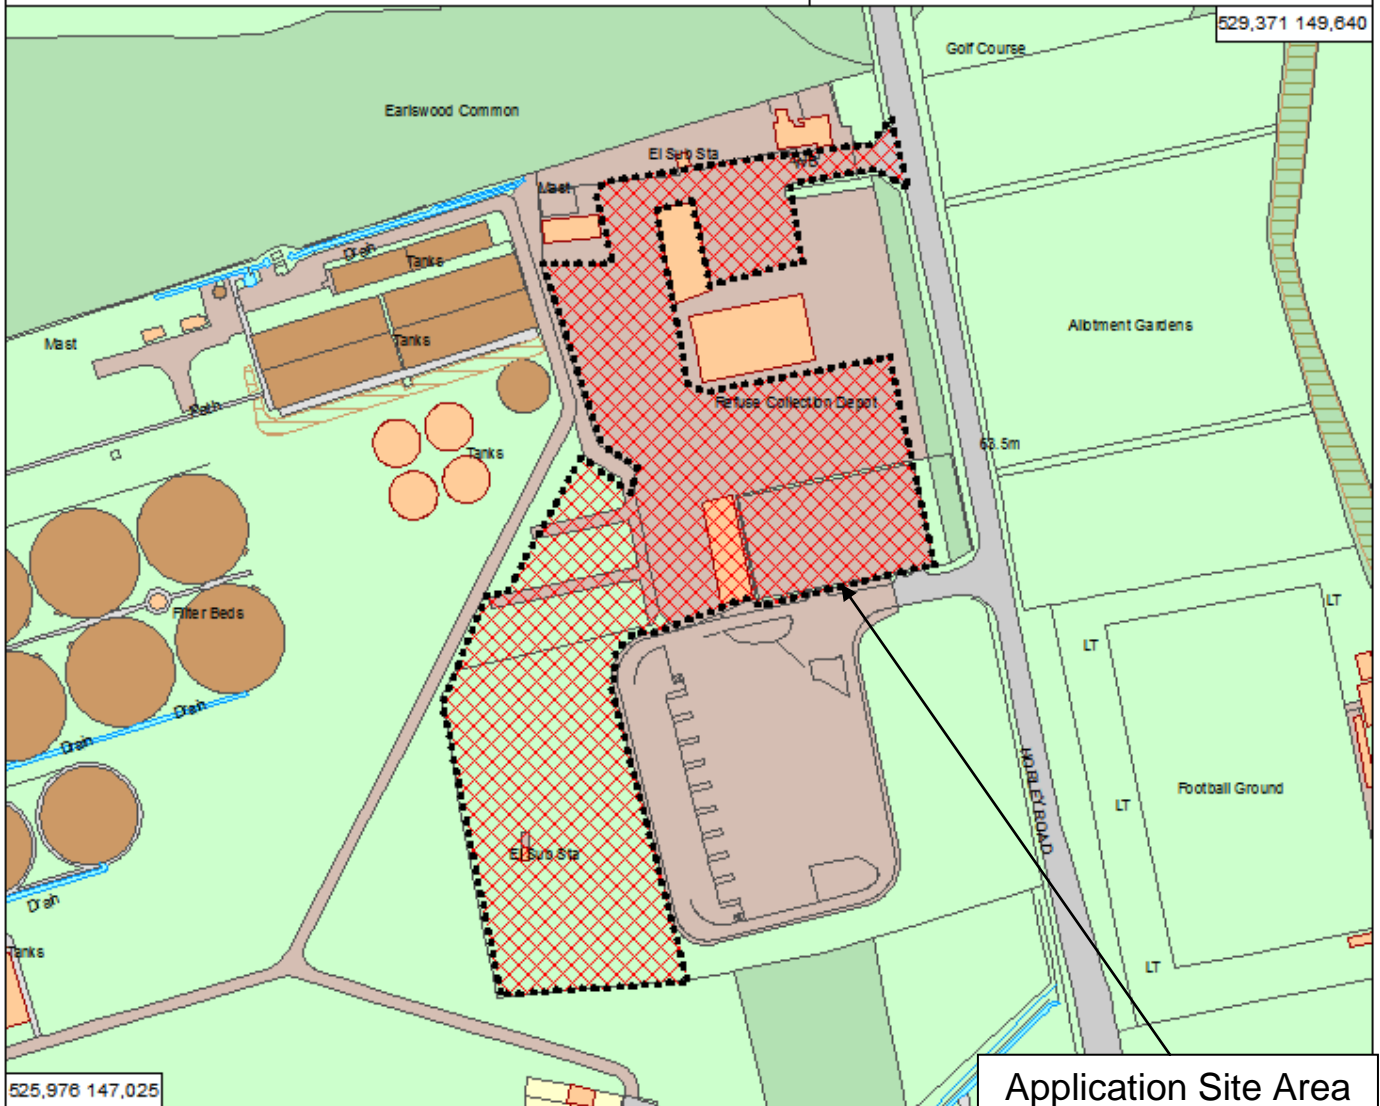 529,371 149,640
Golf Course
Earlswood Common
El Sub Sta
WB
Mast
Drain
Tanks
Allotment Gardens
Mast
Tanks
Refuse Collection Depot
Path
63.5m
Tanks
Filter Beds
LT
LT
Drain
Drain
HORLEY ROAD
Football Ground
LT
El Sub Sta
Drain
Tanks
LT
525,976 147,025
Application Site Area